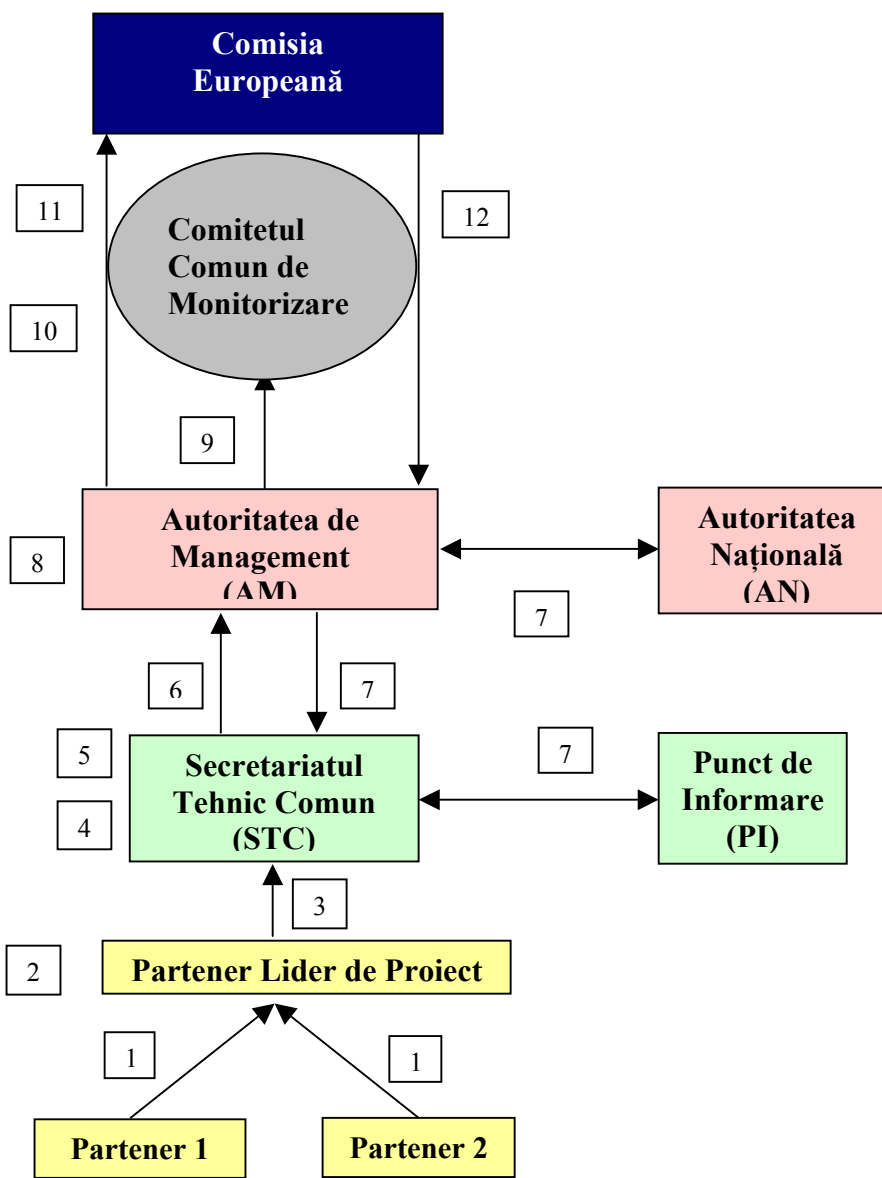 Comisia
Europeană
11
12
Comitetul
Comun de
Monitorizare
10
9
Autoritatea de
Management
(AM)
Autoritatea
Națională
(AN)
8
7
6
7
5
Secretariatul
Tehnic Comun
(STC)
7
Punct de
Informare
(PI)
4
3
2
Partener Lider de Proiect
1
1
Partener 1
Partener 2